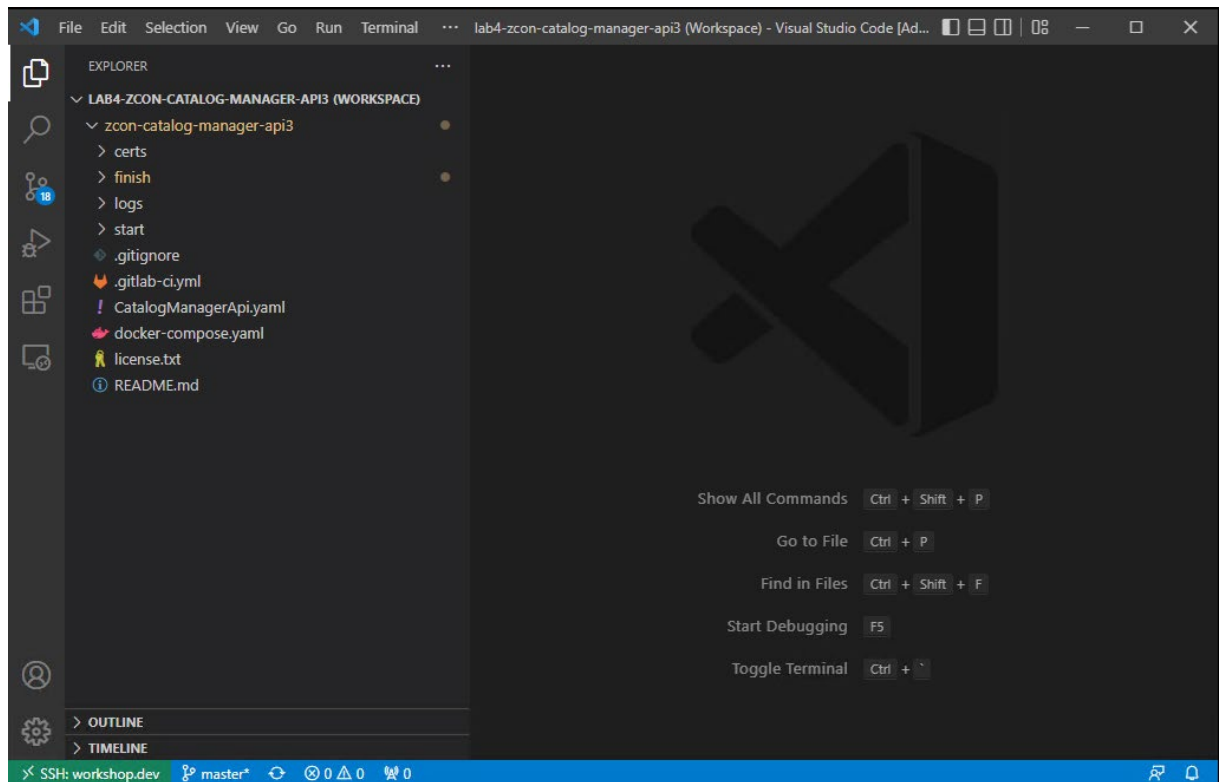 File Edit Selection View Go Run Terminal ··· lab4-zcon-catalog-manager-api3 (Workspace) - Visual Studio Code [Ad...
EXPLORER ···
LAB4-ZCON-CATALOG-MANAGER-API3 (WORKSPACE)
zcon-catalog-manager-api3
certs
finish
18
logs
start
.gitignore
.gitlab-ci.yml
! CatalogManagerApi.yaml
docker-compose.yaml
license.txt
README.md
Show All Commands Ctrl + Shift + P
Go to File Ctrl + P
Find in Files Ctrl + Shift + F
Start Debugging F5
Toggle Terminal Ctrl + `
OUTLINE
TIMELINE
SSH: workshop.dev master* 0 0 0